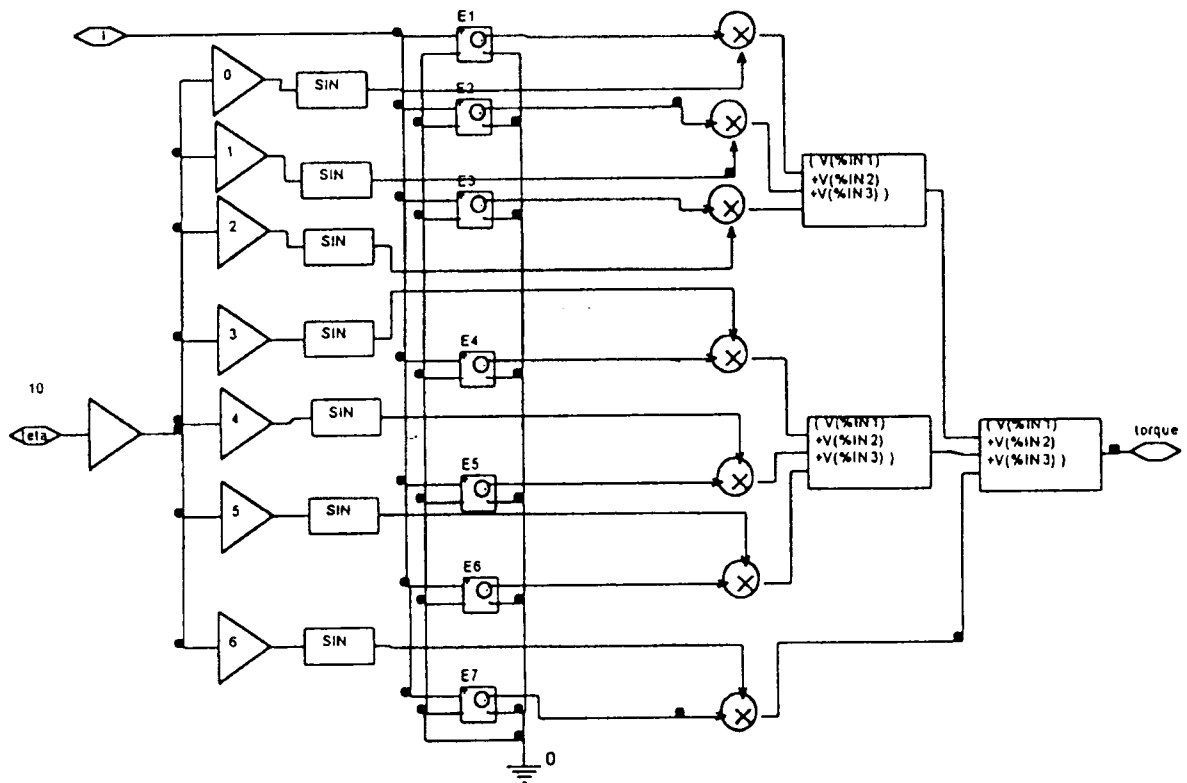 i
E1
0
SIN
E2
1
SIN
E3
2
SIN
( V(%IN1)
+V(%IN2)
+V(%IN3) )
3
SIN
E4
10
eta
4
SIN
( V(%IN1)
+V(%IN2)
+V(%IN3) )
( V(%IN1)
+V(%IN2)
+V(%IN3) )
torque
E5
5
SIN
E6
6
SIN
E7
0